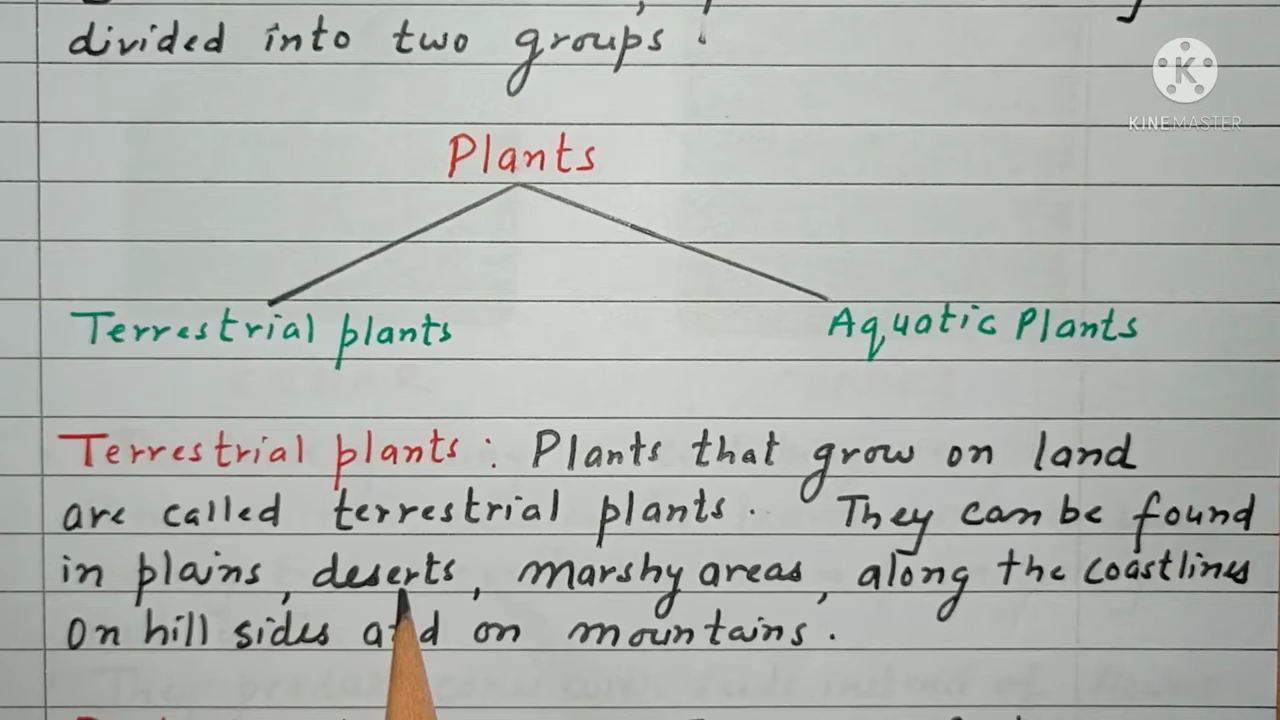 divided into two groups :
KINEMASTER
Plants
Terrestrial plants
Aquatic Plants
Terrestrial plants : Plants that grow on land
are called terrestrial plants. They can be found
in plains, deserts, marshy areas, along the coastlines
On hill sides and on mountains.